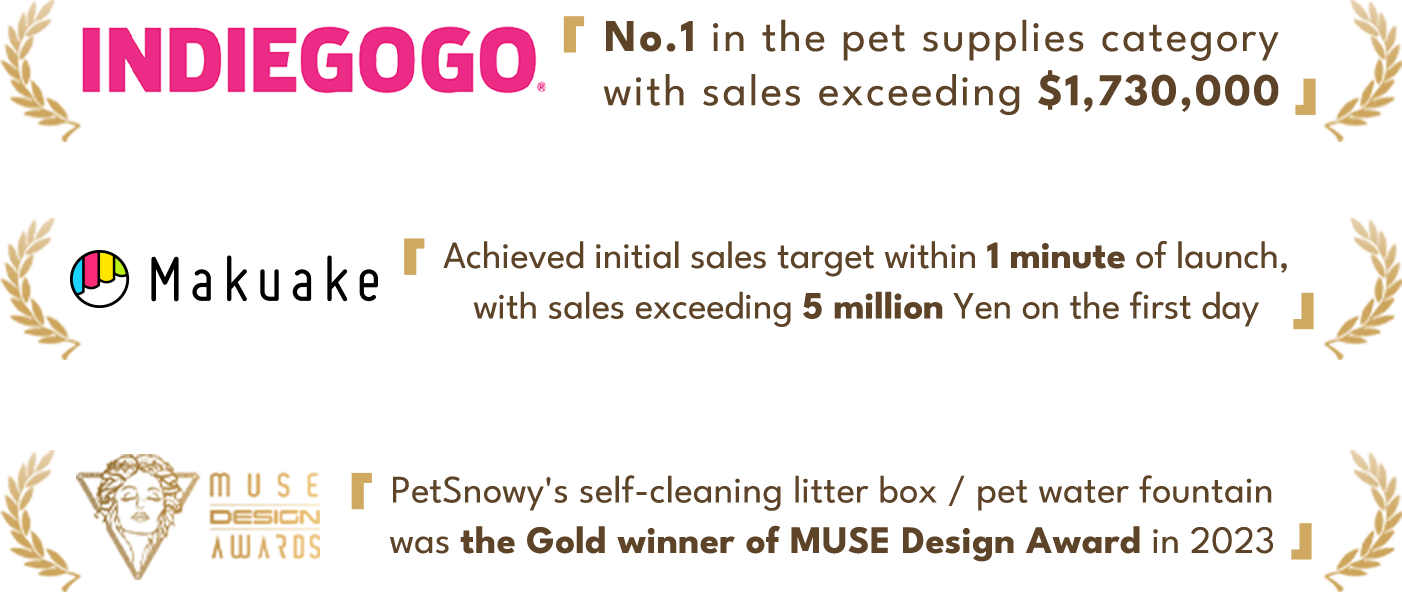 INDIEGOGO®
『No.1 in the pet supplies category
with sales exceeding $1,730,000』
Makuake
『Achieved initial sales target within 1 minute of launch,
with sales exceeding 5 million Yen on the first day』
MUSE
DESIGN
AWARDS
『PetSnowy's self-cleaning litter box / pet water fountain
was the Gold winner of MUSE Design Award in 2023』